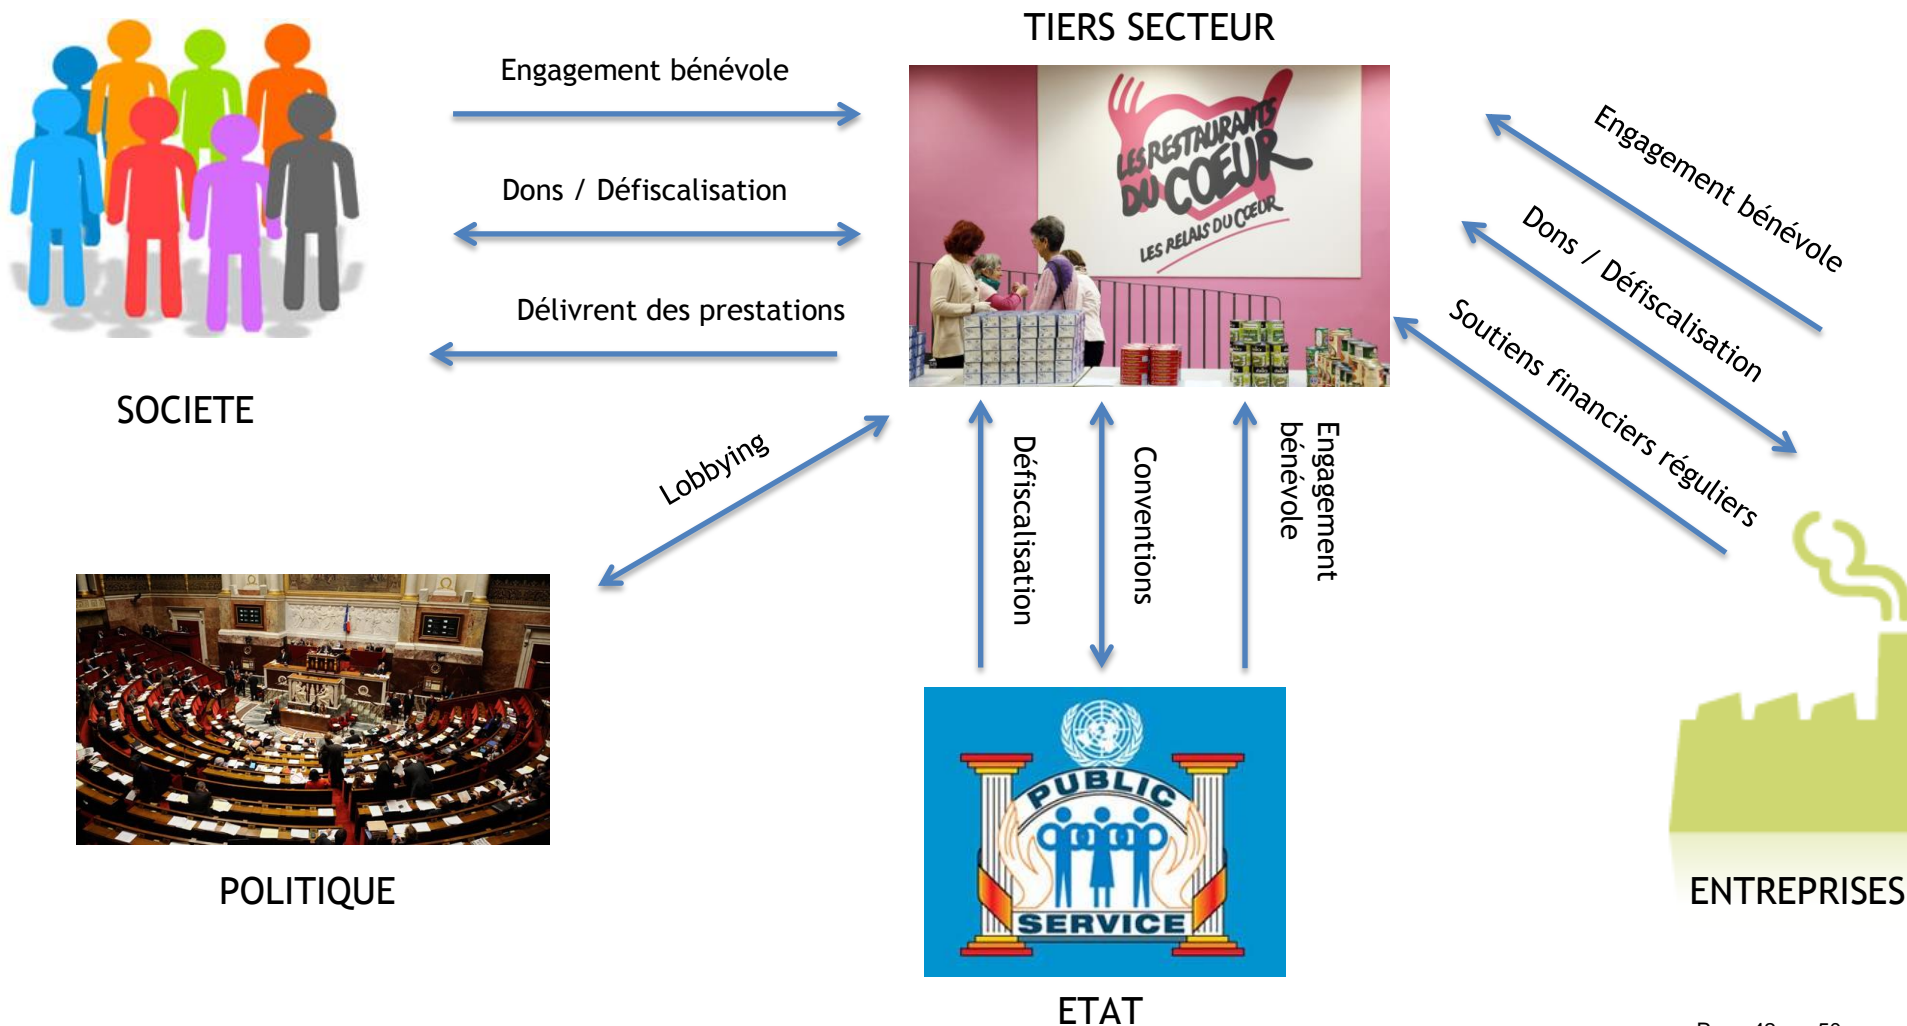 TIERS SECTEUR
Engagement bénévole
Dons / Défiscalisation
Délivrent des prestations
SOCIETE
LES RESTAURANTS
DU COEUR
LES RELAIS DU COEUR
Engagement bénévole
Dons / Défiscalisation
Soutiens financiers réguliers
Lobbying
Défiscalisation
Conventions
Engagement
bénévole
POLITIQUE
PUBLIC
SERVICE
ETAT
ENTREPRISES